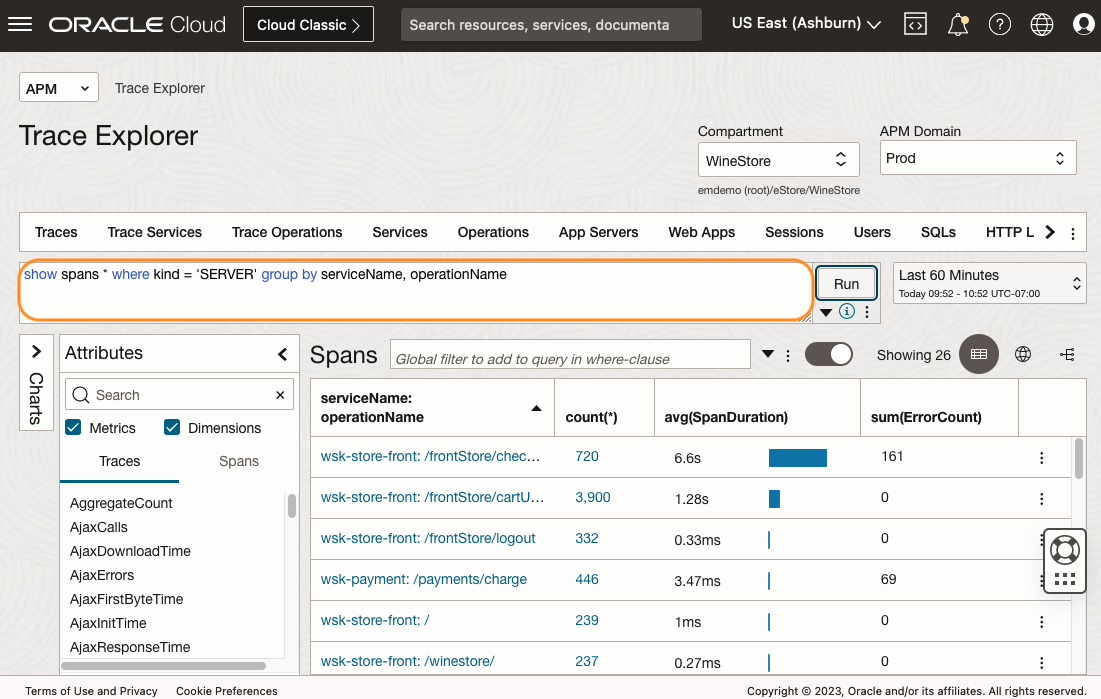 ORACLE Cloud
Cloud Classic >
Search resources, services, documenta
US East (Ashburn)
APM
Trace Explorer
Trace Explorer
Compartment
WineStore
emdemo (root)/eStore/WineStore
APM Domain
Prod
Traces Trace Services Trace Operations Services Operations App Servers Web Apps Sessions Users SQLs HTTP L
show spans * where kind = 'SERVER' group by serviceName, operationName
Run
Last 60 Minutes
Today 09:52 - 10:52 UTC-07:00
Charts
Attributes
Search
Metrics Dimensions
Traces Spans
AggregateCount
AjaxCalls
AjaxDownloadTime
AjaxErrors
AjaxFirstByteTime
AjaxInitTime
AjaxResponseTime
Spans
Global filter to add to query in where-clause
Showing 26
serviceName:
operationName count(*) avg(SpanDuration) sum(ErrorCount)
wsk-store-front: /frontStore/chec... 720 6.6s 161
wsk-store-front: /frontStore/cartU... 3,900 1.28s 0
wsk-store-front: /frontStore/logout 332 0.33ms 0
wsk-payment: /payments/charge 446 3.47ms 69
wsk-store-front: / 239 1ms 0
wsk-store-front: /winestore/ 237 0.27ms 0
Terms of Use and Privacy Cookie Preferences
Copyright © 2023, Oracle and/or its affiliates. All rights reserved.